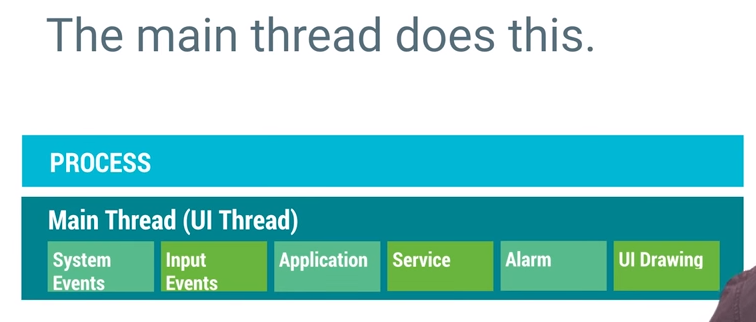 The main thread does this.
PROCESS
Main Thread (UI Thread)
System
Events
Input
Events
Application
Service
Alarm
UI Drawing